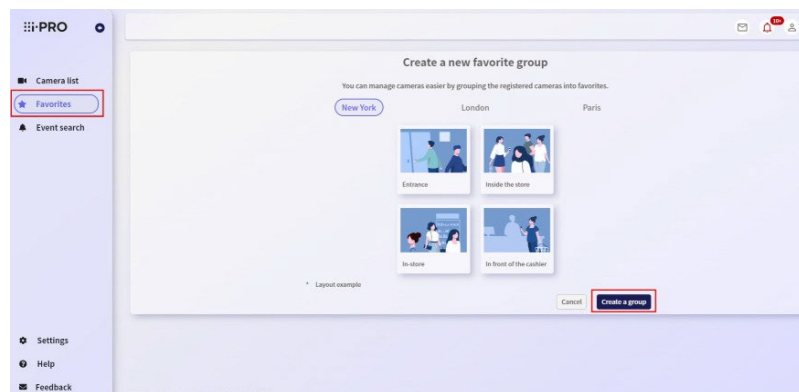 i-PRO
10+
Camera list
Favorites
Event search
Create a new favorite group
You can manage cameras easier by grouping the registered cameras into favorites.
New York London Paris
Entrance Inside the store
In-store In front of the cashier
* Layout example
Cancel Create a group
Settings
Help
Feedback